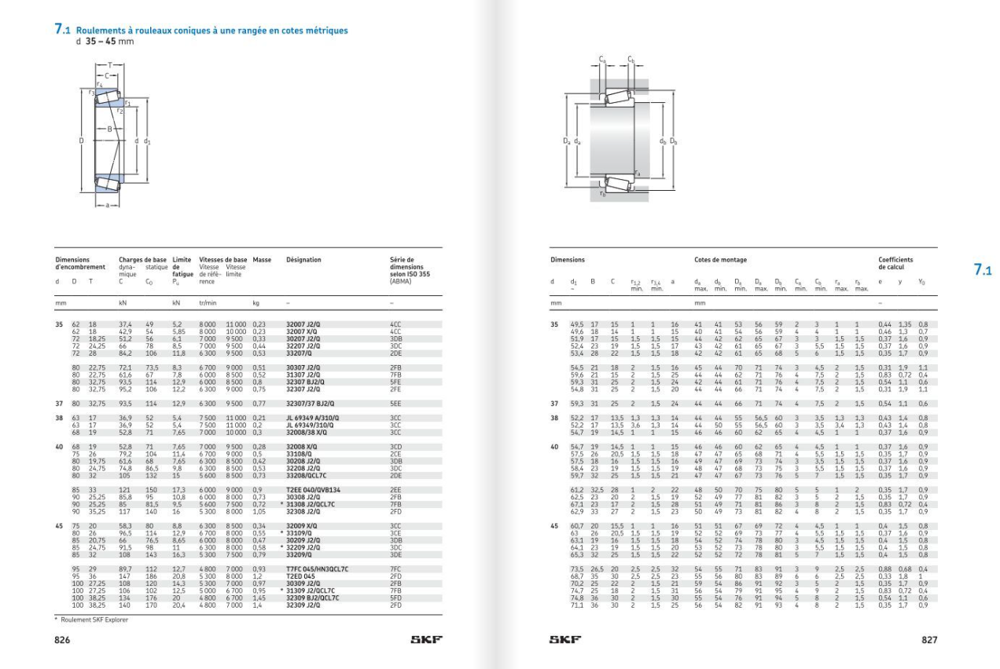 7.1 Roulements à rouleaux coniques à une rangée en cotes métriques
d 35 – 45 mm
T
C
r4
r3
r1
r2
B
D
d d1
a
Dimensions d'encombrement
Charges de base
dyna-mique statique
Limite de fatigue
Vitesses de base
Vitesse de réfé-rence
Vitesse limite
Masse
Désignation
Série de dimensions selon ISO 355 (ABMA)
d D T C C0 Pu
mm kN kN tr/min kg – –
35 62 18 37,4 49 5,2 8 000 11 000 0,23 32007 J2/Q 4CC
62 18 42,9 54 5,85 8 000 10 000 0,23 32007 X/Q 4CC
72 18,25 51,2 56 6,1 7 000 9 500 0,33 30207 J2/Q 3DB
72 24,25 66 78 8,5 7 000 9 500 0,44 32207 J2/Q 3DC
72 28 84,2 106 11,8 6 300 9 500 0,53 33207/Q 2DE
80 22,75 72,1 73,5 8,3 6 700 9 000 0,51 30307 J2/Q 2FB
80 22,75 61,6 67 7,8 6 000 8 500 0,52 31307 J2/Q 7FB
80 32,75 93,5 114 12,9 6 300 8 500 0,8 32307 BJ2/Q 5FE
80 32,75 95,2 106 12,2 6 300 9 000 0,75 32307 J2/Q 2FE
37 80 32,75 93,5 114 12,9 6 300 9 500 0,77 32307/37 BJ2/Q 5EE
38 63 17 36,9 52 5,4 7 500 11 000 0,21 JL 69349 A/310/Q 3CC
63 17 36,9 52 5,4 7 500 11 000 0,2 JL 69349/310/Q 3CC
68 19 52,8 71 7,65 7 000 10 000 0,3 32008/38 X/Q 3CC
40 68 19 52,8 71 7,65 7 000 9 500 0,28 32008 X/Q 3CD
75 26 79,2 104 11,4 6 700 9 000 0,5 33108/Q 2CE
80 19,75 61,6 68 7,65 6 300 8 500 0,42 30208 J2/Q 3DB
80 24,75 74,8 86,5 9,8 6 300 8 500 0,53 32208 J2/Q 3DC
80 32 105 132 15 5 600 8 500 0,73 33208/QCL7C 2DE
85 33 121 150 17,3 6 000 9 000 0,9 T2EE 040/QVB134 2EE
90 25,25 85,8 95 10,8 6 000 8 000 0,73 30308 J2/Q 2FB
90 25,25 85 81,5 9,5 5 600 7 500 0,72 * 31308 J2/QCL7C 7FB
90 35,25 117 140 16 5 300 8 000 1,05 32308 J2/Q 2FD
45 75 20 58,3 80 8,8 6 300 8 500 0,34 32009 X/Q 3CC
80 26 96,5 114 12,9 6 700 8 000 0,55 * 33109/Q 3CE
85 20,75 66 76,5 8,65 6 000 8 000 0,47 30209 J2/Q 3DB
85 24,75 91,5 98 11 6 300 8 000 0,58 * 32209 J2/Q 3DC
85 32 108 143 16,3 5 300 7 500 0,79 33209/Q 3DE
95 29 89,7 112 12,7 4 800 7 000 0,93 T7FC 045/HN3QCL7C 7FC
95 36 147 186 20,8 5 300 8 000 1,2 T2ED 045 2FD
100 27,25 108 120 14,3 5 300 7 000 0,97 30309 J2/Q 2FB
100 27,25 106 102 12,5 5 000 6 700 0,95 * 31309 J2/QCL7C 7FB
100 38,25 134 176 20 4 800 6 700 1,45 32309 BJ2/QCL7C 5FD
100 38,25 140 170 20,4 4 800 7 000 1,4 32309 J2/Q 2FD
* Roulement SKF Explorer
826
SKF
Ca Cb
Da da db Db
ra
rb
7.1
Dimensions
Cotes de montage
Coefficients de calcul
d d1 ~ B C r1,2 min. r3,4 min. a da max. db min. Da min. Da max. Db min. Ca min. Cb min. ra max. rb max. e y Y0
mm mm –
35 49,5 17 15 1 1 16 41 41 53 56 59 2 3 1 1 0,44 1,35 0,8
49,6 18 14 1 1 15 40 41 54 56 59 4 4 1 1 0,46 1,3 0,7
51,9 17 15 1,5 1,5 15 44 42 62 65 67 3 3 1,5 1,5 0,37 1,6 0,9
52,4 23 19 1,5 1,5 17 43 42 61 65 67 3 5,5 1,5 1,5 0,37 1,6 0,9
53,4 28 22 1,5 1,5 18 42 42 61 65 68 5 6 1,5 1,5 0,35 1,7 0,9
54,5 21 18 2 1,5 16 45 44 70 71 74 3 4,5 2 1,5 0,31 1,9 1,1
59,6 21 15 2 1,5 25 44 44 62 71 76 4 7,5 2 1,5 0,83 0,72 0,4
59,3 31 25 2 1,5 24 42 44 61 71 76 4 7,5 2 1,5 0,54 1,1 0,6
54,8 31 25 2 1,5 20 44 44 66 71 74 4 7,5 2 1,5 0,31 1,9 1,1
37 59,3 31 25 2 1,5 24 44 44 66 71 74 4 7,5 2 1,5 0,54 1,1 0,6
38 52,2 17 13,5 1,3 1,3 14 44 44 55 56,5 60 3 3,5 1,3 1,3 0,43 1,4 0,8
52,2 17 13,5 3,6 1,3 14 44 50 55 56,5 60 3 3,5 3,4 1,3 0,43 1,4 0,8
54,7 19 14,5 1 1 15 46 46 60 62 65 4 4,5 1 1 0,37 1,6 0,9
40 54,7 19 14,5 1 1 15 46 46 60 62 65 4 4,5 1 1 0,37 1,6 0,9
57,5 26 20,5 1,5 1,5 18 47 47 65 68 71 4 5,5 1,5 1,5 0,35 1,7 0,9
57,5 18 16 1,5 1,5 16 49 47 69 73 74 3 3,5 1,5 1,5 0,37 1,6 0,9
58,4 23 19 1,5 1,5 19 48 47 68 73 75 3 5,5 1,5 1,5 0,37 1,6 0,9
59,7 32 25 1,5 1,5 21 47 47 67 73 76 5 7 1,5 1,5 0,35 1,7 0,9
61,2 32,5 28 1 2 22 48 50 70 75 80 5 5 1 2 0,35 1,7 0,9
62,5 23 20 2 1,5 19 52 49 77 81 82 3 5 2 1,5 0,35 1,7 0,9
67,1 23 17 2 1,5 28 51 49 71 81 86 3 8 2 1,5 0,83 0,72 0,4
62,9 33 27 2 1,5 23 50 49 73 81 82 4 8 2 1,5 0,35 1,7 0,9
45 60,7 20 15,5 1 1 16 51 51 67 69 72 4 4,5 1 1 0,4 1,5 0,8
63 26 20,5 1,5 1,5 19 52 52 69 73 77 4 5,5 1,5 1,5 0,37 1,6 0,9
63,1 19 16 1,5 1,5 18 54 52 74 78 80 3 4,5 1,5 1,5 0,4 1,5 0,8
64,1 23 19 1,5 1,5 20 53 52 73 78 80 3 5,5 1,5 1,5 0,4 1,5 0,8
65,3 32 25 1,5 1,5 22 52 52 72 78 81 5 7 1,5 1,5 0,4 1,5 0,8
73,5 26,5 20 2,5 2,5 32 54 55 71 83 91 3 9 2,5 2,5 0,88 0,68 0,4
68,7 35 30 2,5 2,5 23 55 56 80 83 89 6 6 2,5 2,5 0,33 1,8 1
70,2 25 22 2 1,5 21 59 54 86 91 92 3 5 2 1,5 0,35 1,7 0,9
74,7 25 18 2 1,5 31 56 54 79 91 95 4 9 2 1,5 0,83 0,72 0,4
74,8 36 30 2 1,5 30 55 54 76 91 94 5 8 2 1,5 0,54 1,1 0,6
71,1 36 30 2 1,5 25 56 54 82 91 93 4 8 2 1,5 0,35 1,7 0,9
SKF
827